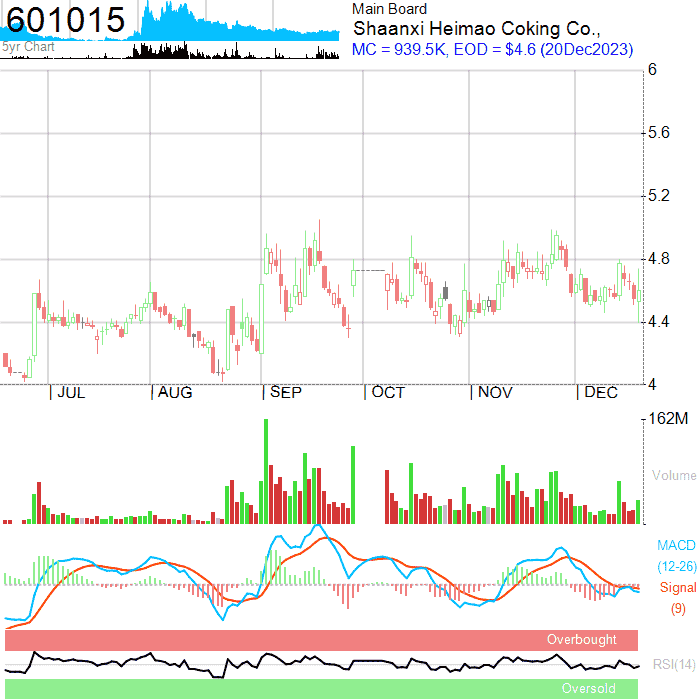 601015
5yr Chart
Main Board
Shaanxi Heimao Coking Co.,
MC = 939.5K, EOD = $4.6 (20Dec2023)
6
5.6
5.2
4.8
4.4
4
JUL
AUG
SEP
OCT
NOV
DEC
162M
Volume
MACD
(12-26)
Signal
(9)
Overbought
RSI(14)
Oversold